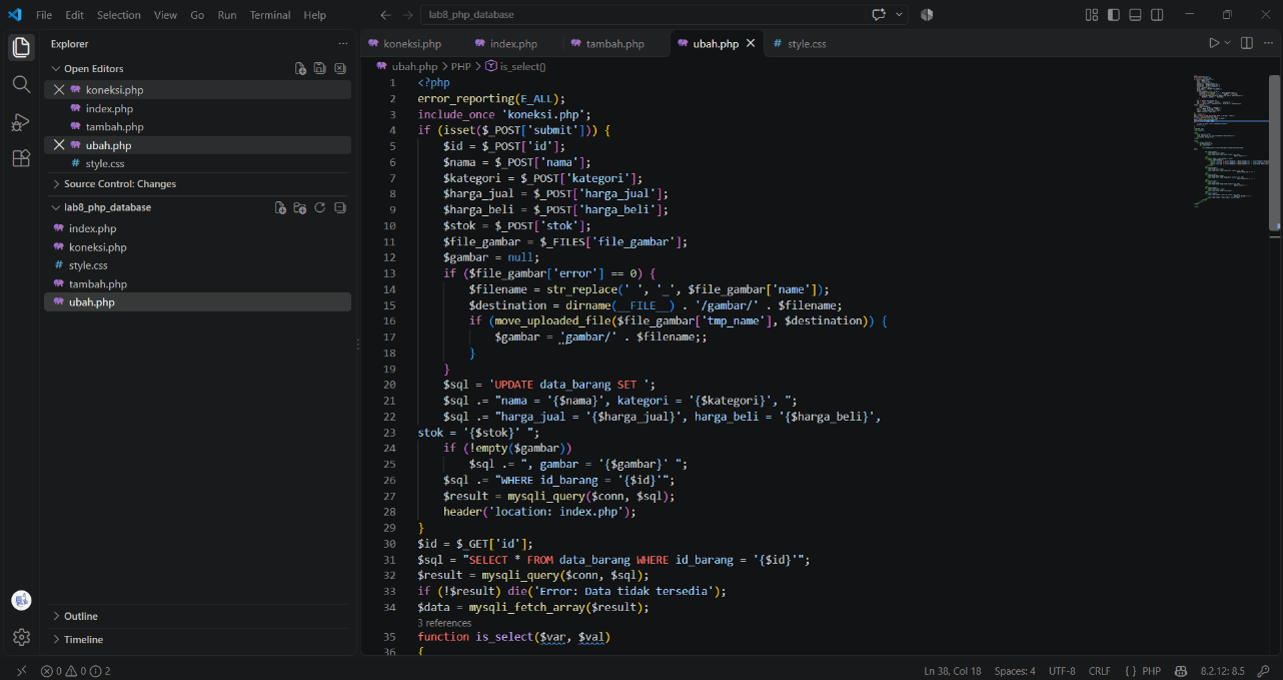 File Edit Selection View Go Run Terminal Help
lab8_php_database
Explorer
Open Editors
koneksi.php
index.php
tambah.php
ubah.php
style.css
Source Control: Changes
lab8_php_database
index.php
koneksi.php
style.css
tambah.php
ubah.php
Outline
Timeline
koneksi.php index.php tambah.php ubah.php style.css
ubah.php > PHP > is_select()
1 <?php
2 error_reporting(E_ALL);
3 include_once 'koneksi.php';
4 if (isset($_POST['submit'])) {
5 $id = $_POST['id'];
6 $nama = $_POST['nama'];
7 $kategori = $_POST['kategori'];
8 $harga_jual = $_POST['harga_jual'];
9 $harga_beli = $_POST['harga_beli'];
10 $stok = $_POST['stok'];
11 $file_gambar = $_FILES['file_gambar'];
12 $gambar = null;
13 if ($file_gambar['error'] == 0) {
14 $filename = str_replace(' ', '_', $file_gambar['name']);
15 $destination = dirname(__FILE__) . '/gambar/' . $filename;
16 if (move_uploaded_file($file_gambar['tmp_name'], $destination)) {
17 $gambar = 'gambar/' . $filename;;
18 }
19 }
20 $sql = 'UPDATE data_barang SET ';
21 $sql .= "nama = '{$nama}', kategori = '{$kategori}', ";
22 $sql .= "harga_jual = '{$harga_jual}', harga_beli = '{$harga_beli}',
23 stok = '{$stok}' ";
24 if (!empty($gambar))
25 $sql .= ", gambar = '{$gambar}' ";
26 $sql .= "WHERE id_barang = '{$id}'";
27 $result = mysqli_query($conn, $sql);
28 header('location: index.php');
29 }
30 $id = $_GET['id'];
31 $sql = "SELECT * FROM data_barang WHERE id_barang = '{$id}'";
32 $result = mysqli_query($conn, $sql);
33 if (!$result) die('Error: Data tidak tersedia');
34 $data = mysqli_fetch_array($result);
3 references
35 function is_select($var, $val)
36 {
0 0 2
Ln 38, Col 18 Spaces: 4 UTF-8 CRLF { } PHP 8.2.12: 8.5